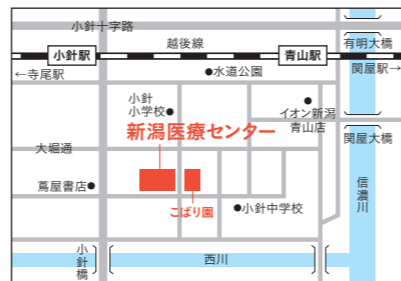 小針十字路
小針駅
越後線
青山駅
有明大橋
←寺尾駅
●水道公園
関屋駅→
小針
小学校●
●
イオン新潟
青山店
新潟医療センター
大堀通
関屋大橋
蔦屋書店●
こばり園
●小針中学校
信濃川
小針橋
西川